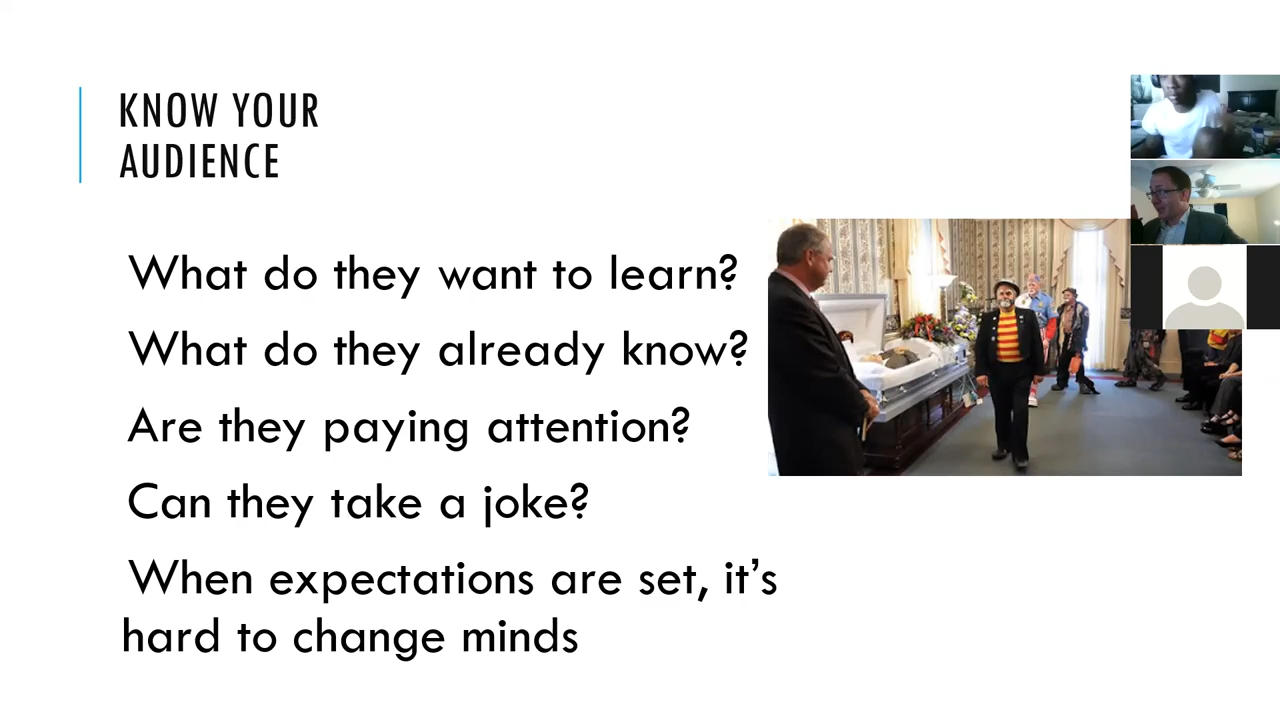 KNOW YOUR
AUDIENCE
What do they want to learn?
What do they already know?
Are they paying attention?
Can they take a joke?
When expectations are set, it’s
hard to change minds